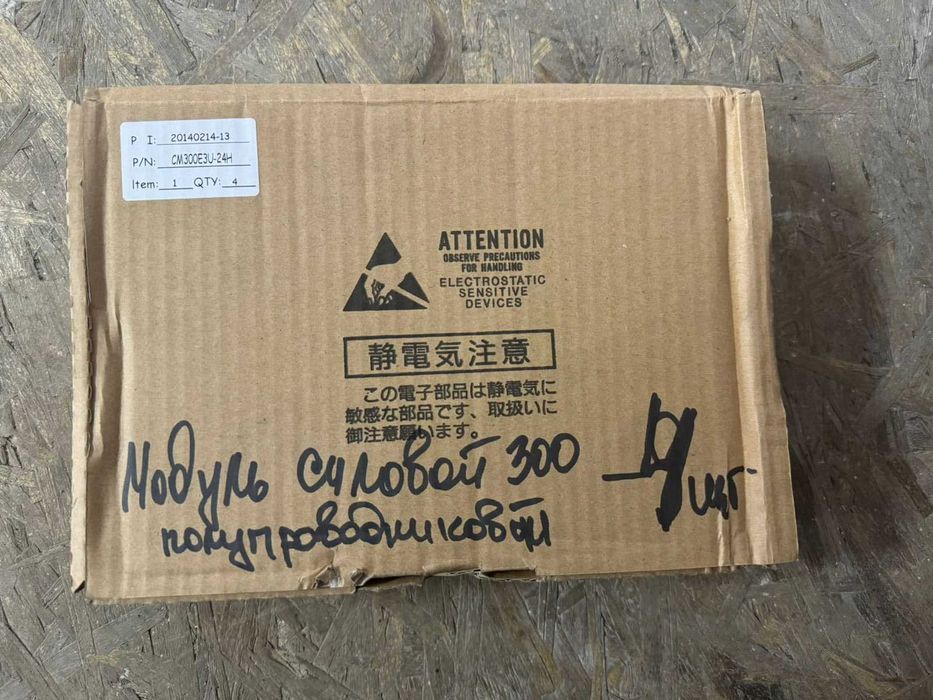 P I: 20140214-13
P/N: CM300E3U-24H
Item: 1 QTY: 4
ATTENTION
OBSERVE PRECAUTIONS
FOR HANDLING
ELECTROSTATIC
SENSITIVE
DEVICES
静電気注意
この電子部品は静電気に
敏感な部品です、取扱いに
御注意願います。
Модуль силовой 300
полупроводниковой
шт